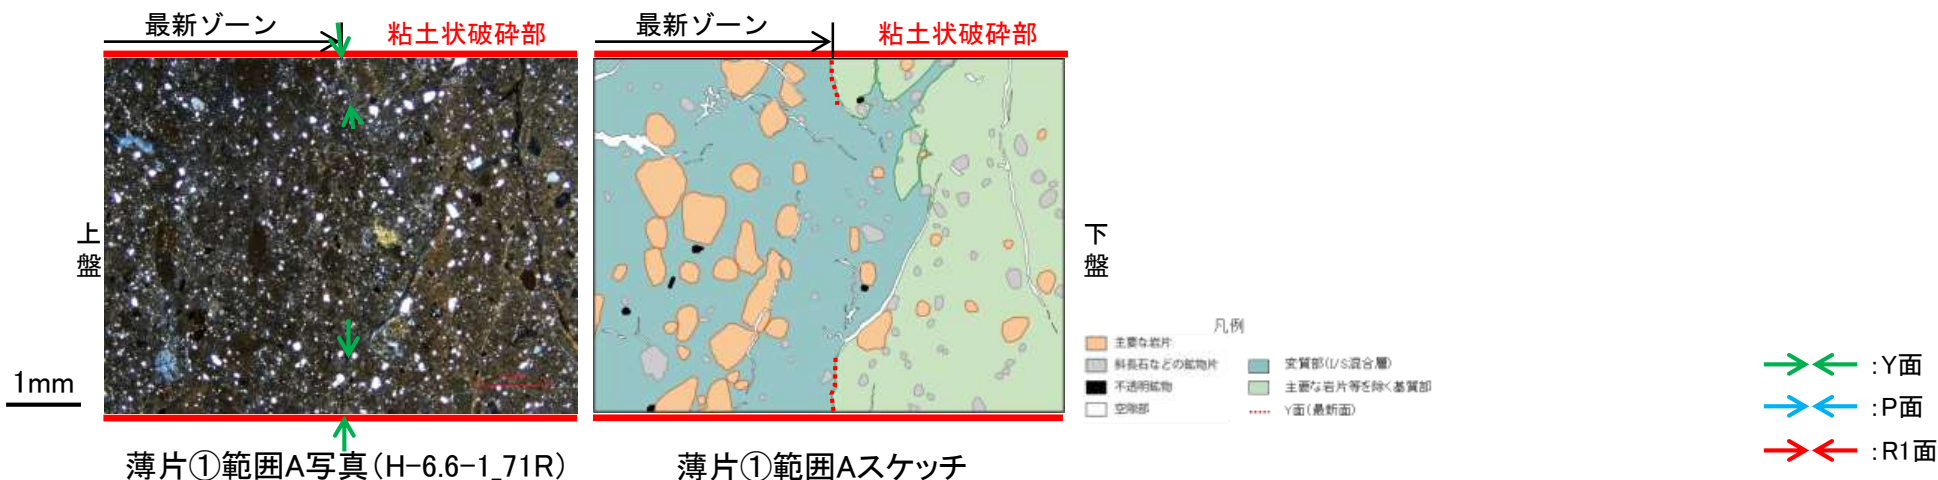 最新ゾーン
粘土状破砕部
最新ゾーン
粘土状破砕部
上盤
下盤
1mm
凡例
主要な岩片
斜長石などの鉱物片
不透明鉱物
空隙部
変質部(I/S混合層)
主要な岩片等を除く基質部
Y面(最新面)
:Y面
:P面
:R1面
薄片①範囲A写真(H-6.6-1_71R)
薄片①範囲Aスケッチ